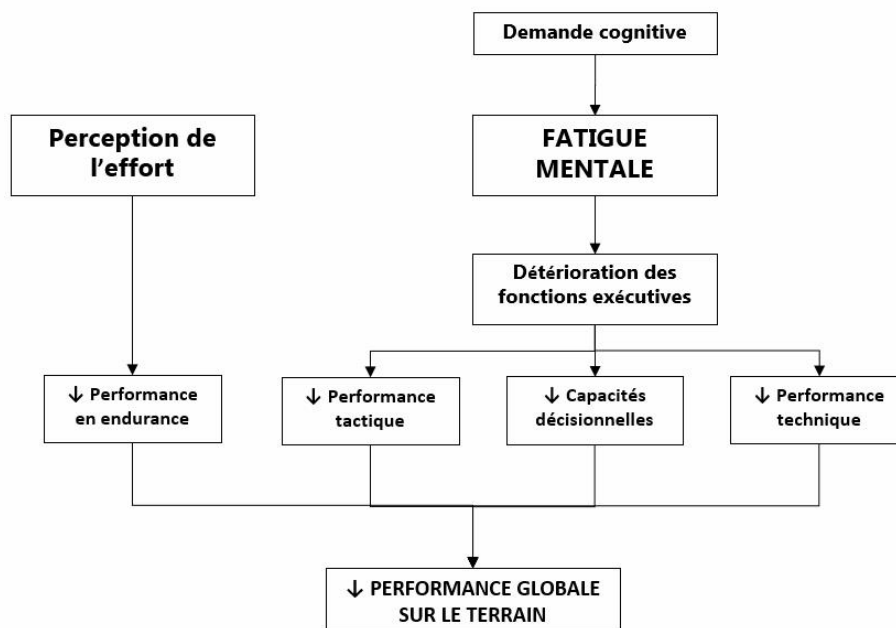 Demande cognitive
Perception de
l’effort
FATIGUE
MENTALE
Détérioration des
fonctions exécutives
↓ Performance
en endurance
↓ Performance
tactique
↓ Capacités
décisionnelles
↓ Performance
technique
↓ PERFORMANCE GLOBALE
SUR LE TERRAIN